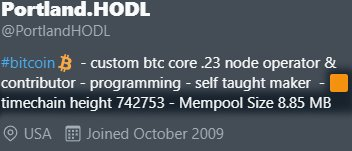 Portland.HODL
@PortlandHODL
#bitcoin - custom btc core .23 node operator &
contributor - programming - self taught maker -
timechain height 742753 - Mempool Size 8.85 MB
USA Joined October 2009